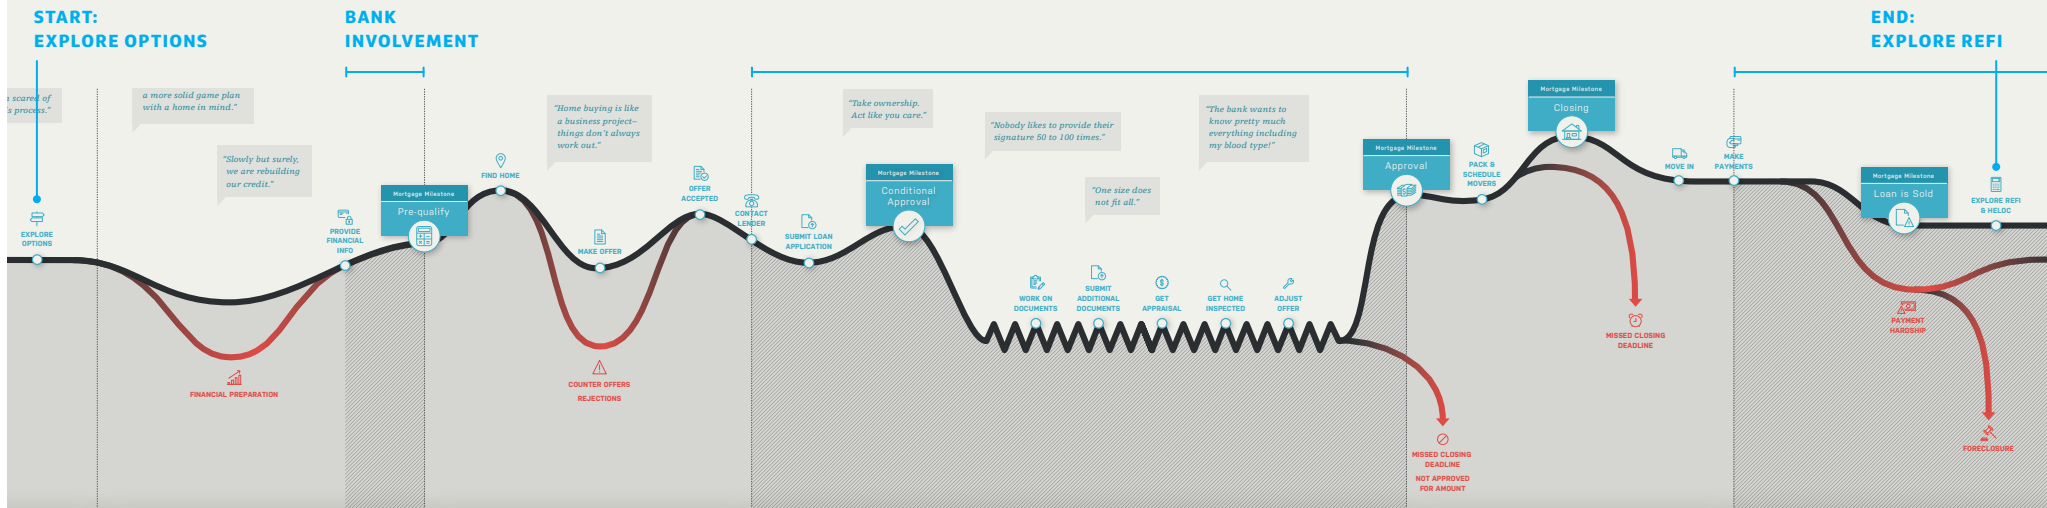 START:
EXPLORE OPTIONS
BANK
INVOLVEMENT
END:
EXPLORE REFI
scared of
process.”
a more solid game plan
with a home in mind.”
“Slowly but surely,
we are rebuilding
our credit.”
“Home buying is like
a business project–
things don’t always
work out.”
“Take ownership.
Act like you care.”
“Nobody likes to provide their
signature 50 to 100 times.”
“One size does
not fit all.”
“The bank wants to
know pretty much
everything including
my blood type!”
EXPLORE
OPTIONS
FINANCIAL PREPARATION
PROVIDE
FINANCIAL
INFO
Mortgage Milestone
Pre-qualify
FIND HOME
MAKE OFFER
COUNTER OFFERS
REJECTIONS
OFFER
ACCEPTED
CONTACT
LENDER
SUBMIT LOAN
APPLICATION
Mortgage Milestone
Conditional
Approval
WORK ON
DOCUMENTS
SUBMIT
ADDITIONAL
DOCUMENTS
GET
APPRAISAL
GET HOME
INSPECTED
ADJUST
OFFER
Mortgage Milestone
Approval
MISSED CLOSING
DEADLINE
NOT APPROVED
FOR AMOUNT
PACK &
SCHEDULE
MOVERS
Mortgage Milestone
Closing
MISSED CLOSING
DEADLINE
MOVE IN
MAKE
PAYMENTS
Mortgage Milestone
Loan is Sold
PAYMENT
HARDSHIP
EXPLORE REFI
& HELOC
FORECLOSURE